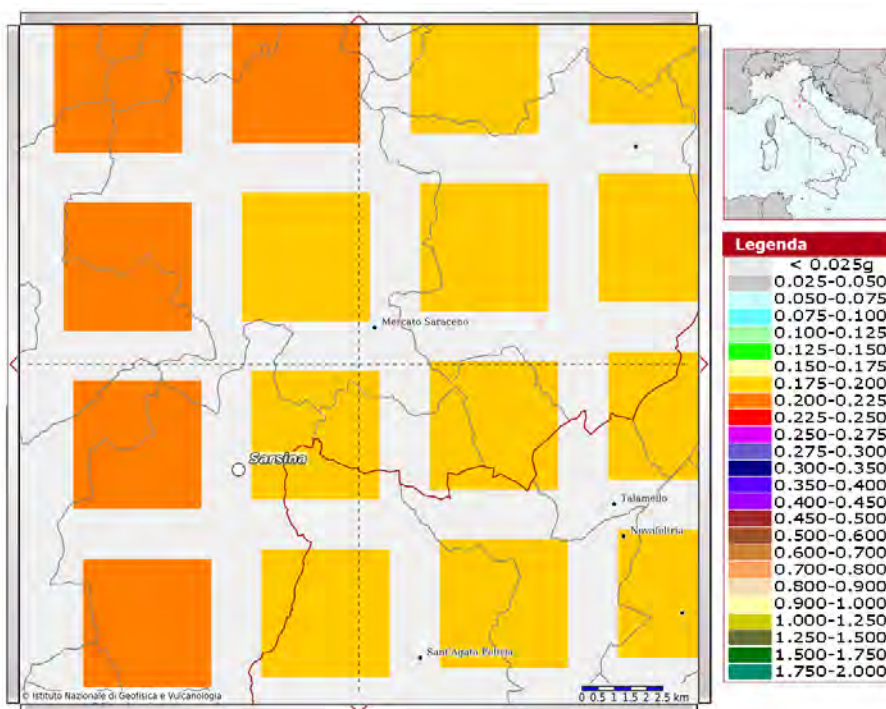 Mercato Saraceno
Sarsina
Talamello
Novafeltria
Sant'Agata Feltria
© Istituto Nazionale di Geofisica e Vulcanologia
0 0.5 1 1.5 2 2.5 km
Legenda
< 0.025g
0.025-0.050
0.050-0.075
0.075-0.100
0.100-0.125
0.125-0.150
0.150-0.175
0.175-0.200
0.200-0.225
0.225-0.250
0.250-0.275
0.275-0.300
0.300-0.350
0.350-0.400
0.400-0.450
0.450-0.500
0.500-0.600
0.600-0.700
0.700-0.800
0.800-0.900
0.900-1.000
1.000-1.250
1.250-1.500
1.500-1.750
1.750-2.000